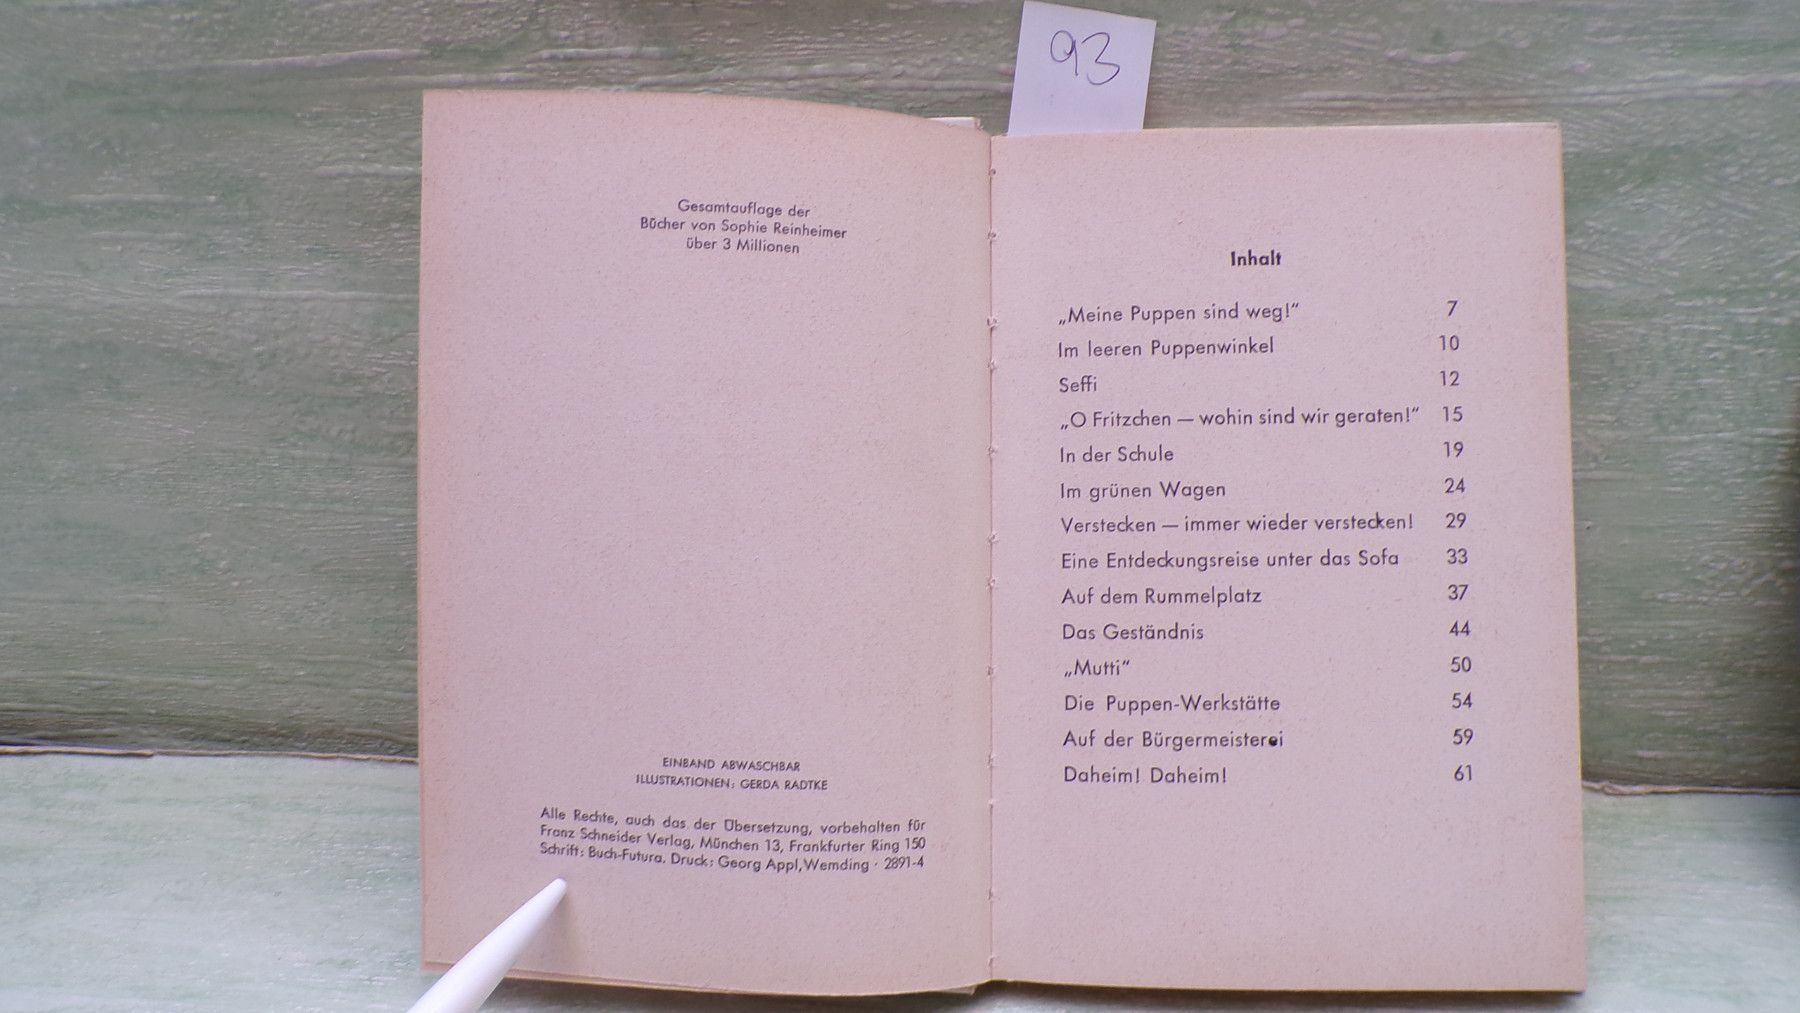 93
Gesamtauflage der
Bücher von Sophie Reinheimer
über 3 Millionen
EINBAND ABWASCHBAR
ILLUSTRATIONEN: GERDA RADTKE
Alle Rechte, auch das der Übersetzung, vorbehalten für
Franz Schneider Verlag, München 13, Frankfurter Ring 150
Schrift: Buch-Futura. Druck: Georg Appl, Wemding · 2891-4
Inhalt
„Meine Puppen sind weg!“ 7
Im leeren Puppenwinkel 10
Seffi 12
„O Fritzchen — wohin sind wir geraten!“ 15
In der Schule 19
Im grünen Wagen 24
Verstecken — immer wieder verstecken! 29
Eine Entdeckungsreise unter das Sofa 33
Auf dem Rummelplatz 37
Das Geständnis 44
„Mutti“ 50
Die Puppen-Werkstätte 54
Auf der Bürgermeisterei 59
Daheim! Daheim! 61